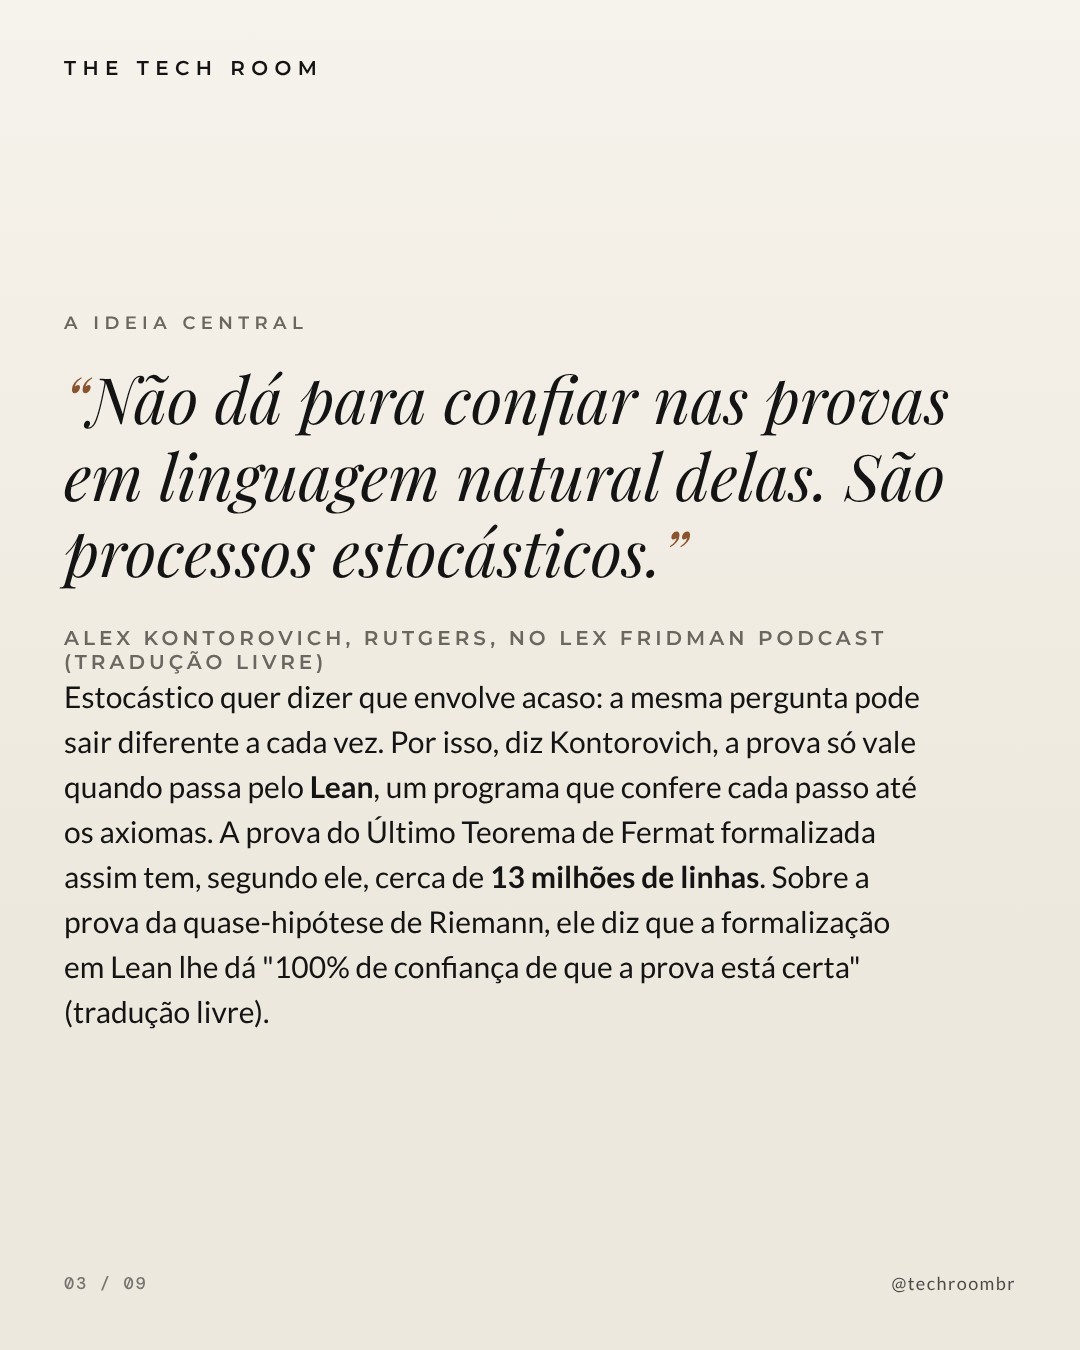 THE TECH ROOM
A IDEIA CENTRAL
“Não dá para confiar nas provas
em linguagem natural delas. São
processos estocásticos.”
ALEX KONTOROVICH, RUTGERS, NO LEX FRIDMAN PODCAST
(TRADUÇÃO LIVRE)
Estocástico quer dizer que envolve acaso: a mesma pergunta pode
sair diferente a cada vez. Por isso, diz Kontorovich, a prova só vale
quando passa pelo Lean, um programa que confere cada passo até
os axiomas. A prova do Último Teorema de Fermat formalizada
assim tem, segundo ele, cerca de 13 milhões de linhas. Sobre a
prova da quase-hipótese de Riemann, ele diz que a formalização
em Lean lhe dá "100% de confiança de que a prova está certa"
(tradução livre).
03 / 09
@techroombr